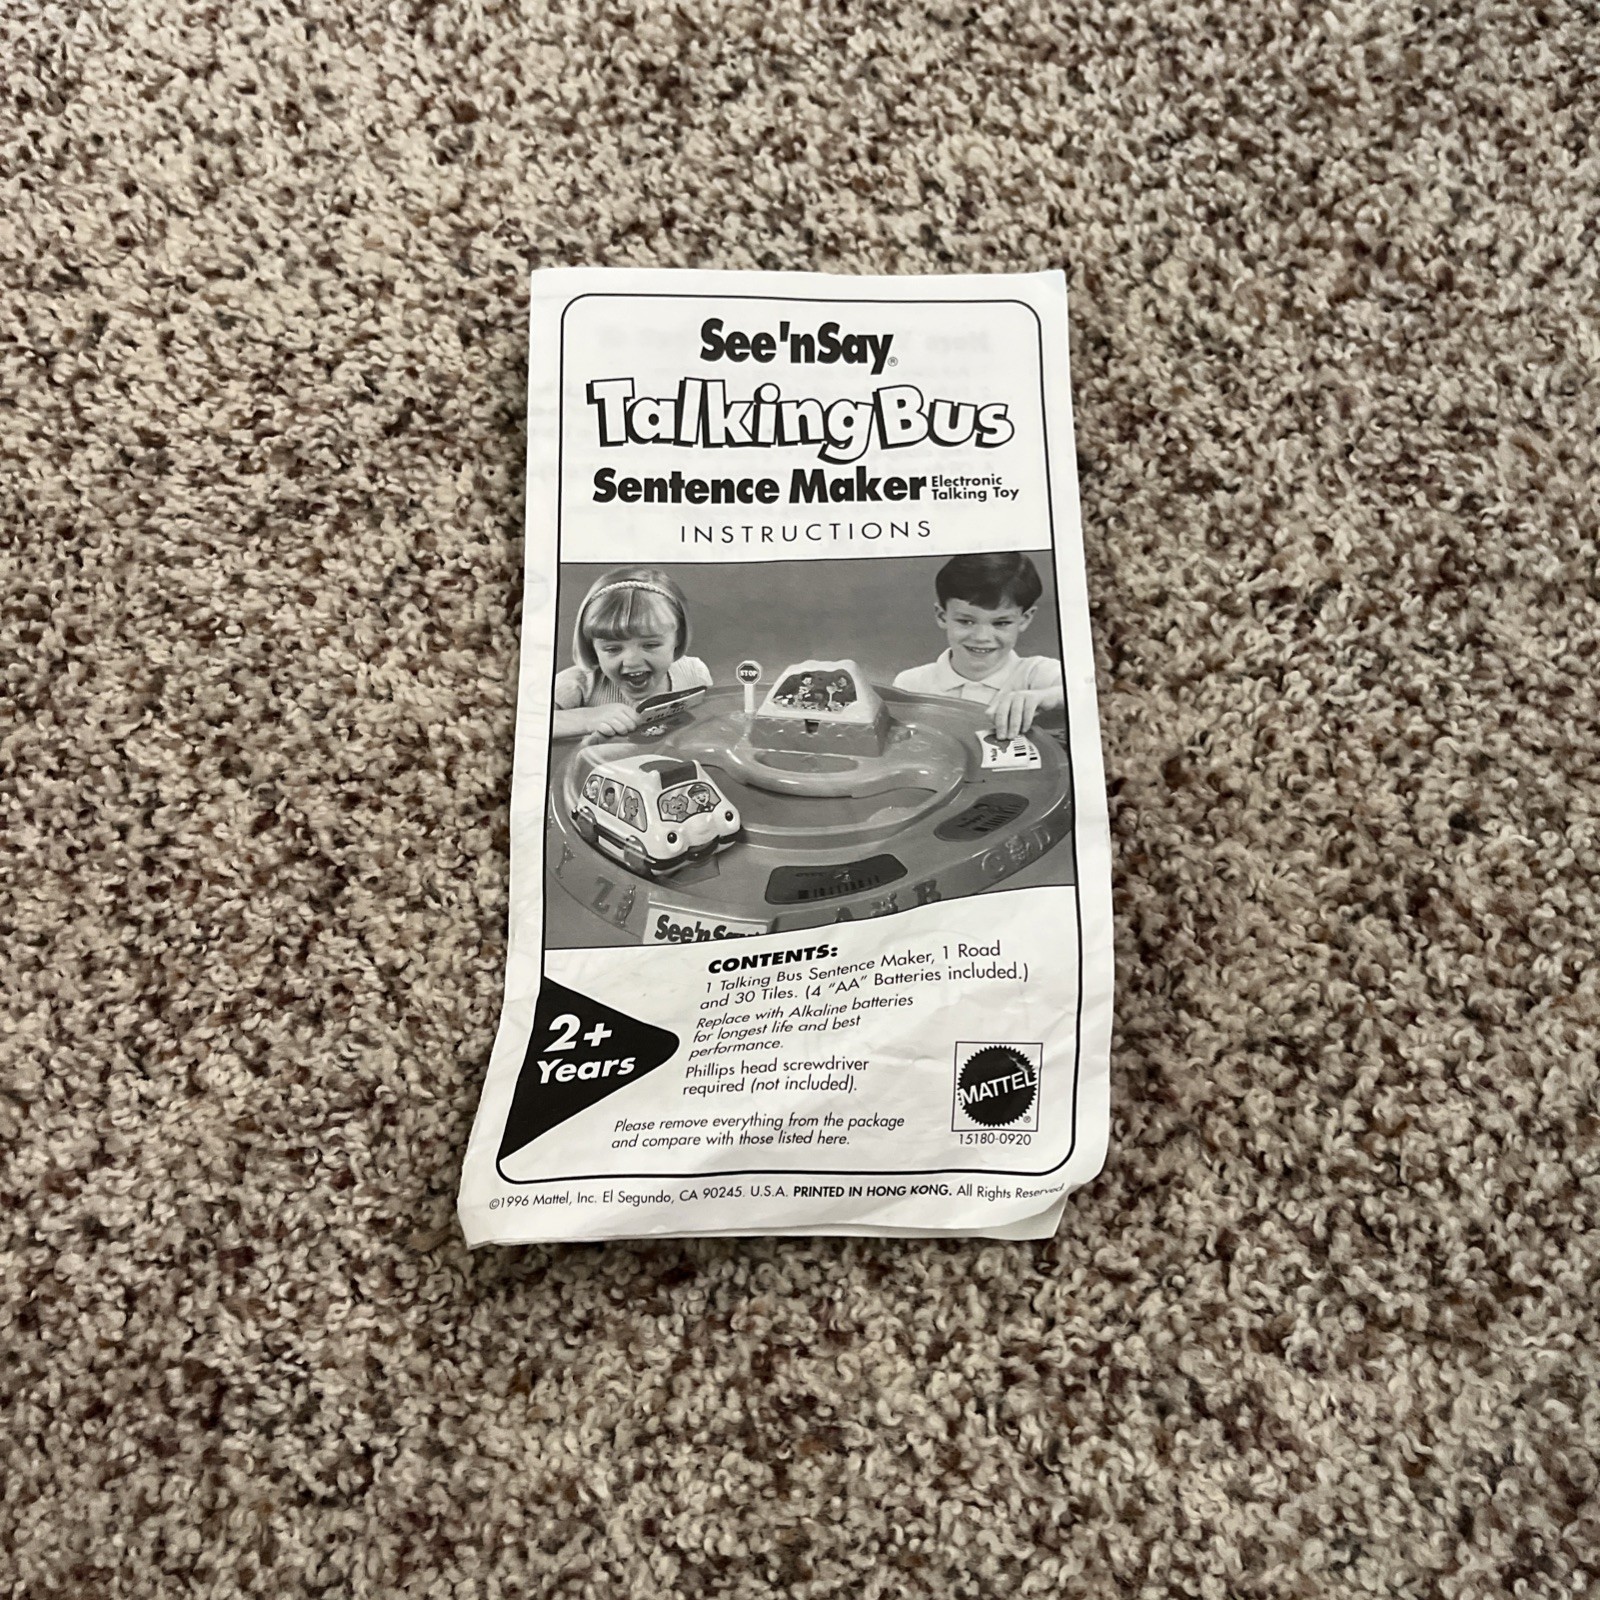 See'nSay®
Talking Bus
Sentence Maker Electronic
Talking Toy
INSTRUCTIONS
STOP
See'n Say
CONTENTS:
1 Talking Bus Sentence Maker, 1 Road
and 30 Tiles. (4 "AA" Batteries included.)
Replace with Alkaline batteries
for longest life and best
performance.
Phillips head screwdriver
required (not included).
2+
Years
Please remove everything from the package
and compare with those listed here.
MATTEL®
15180-0920
©1996 Mattel, Inc. El Segundo, CA 90245. U.S.A. PRINTED IN HONG KONG. All Rights Reserved.